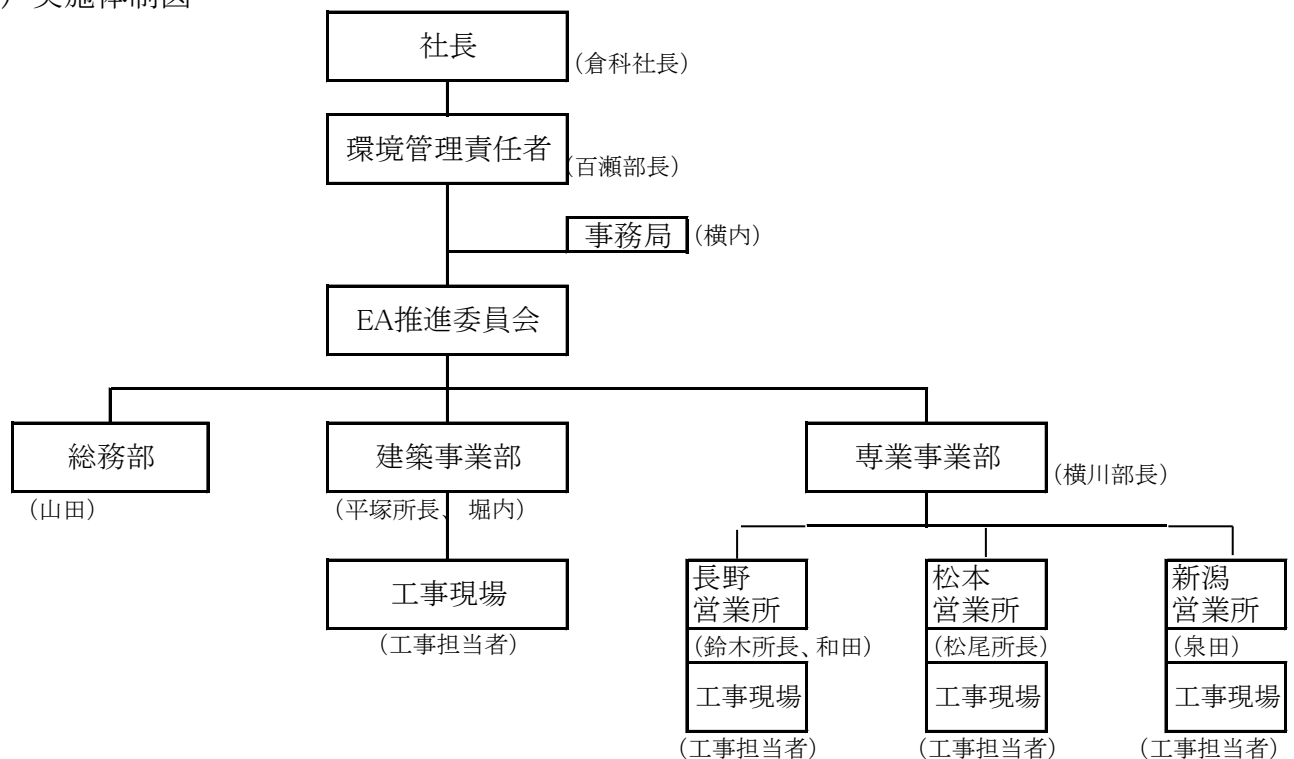 ）実施体制図
社長
（倉科社長）
環境管理責任者
（百瀬部長）
事務局
（横内）
EA推進委員会
総務部
（山田）
建築事業部
（平塚所長、堀内）
専業事業部
（横川部長）
工事現場
（工事担当者）
長野
営業所
（鈴木所長、和田）
工事現場
（工事担当者）
松本
営業所
（松尾所長）
工事現場
（工事担当者）
新潟
営業所
（泉田）
工事現場
（工事担当者）